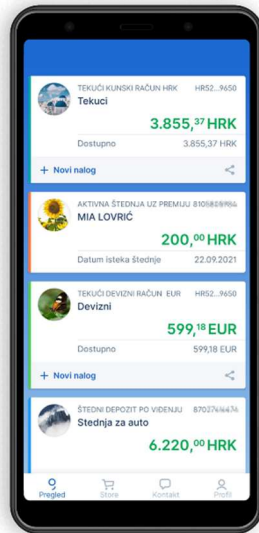 TEKUĆI KUNSKI RAČUN HRK HR52...9650
Tekuci
3.855,37 HRK
Dostupno 3.855,37 HRK
+ Novi nalog
AKTIVNA ŠTEDNJA UZ PREMIJU
MIA LOVRIĆ
200,00 HRK
Datum isteka štednje 22.09.2021
TEKUĆI DEVIZNI RAČUN EUR HR52...9650
Devizni
599,18 EUR
Dostupno 599,18 EUR
+ Novi nalog
ŠTEDNI DEPOZIT PO VIĐENJU
Stednja za auto
6.220,00 HRK
Pregled Store Kontakt Profil